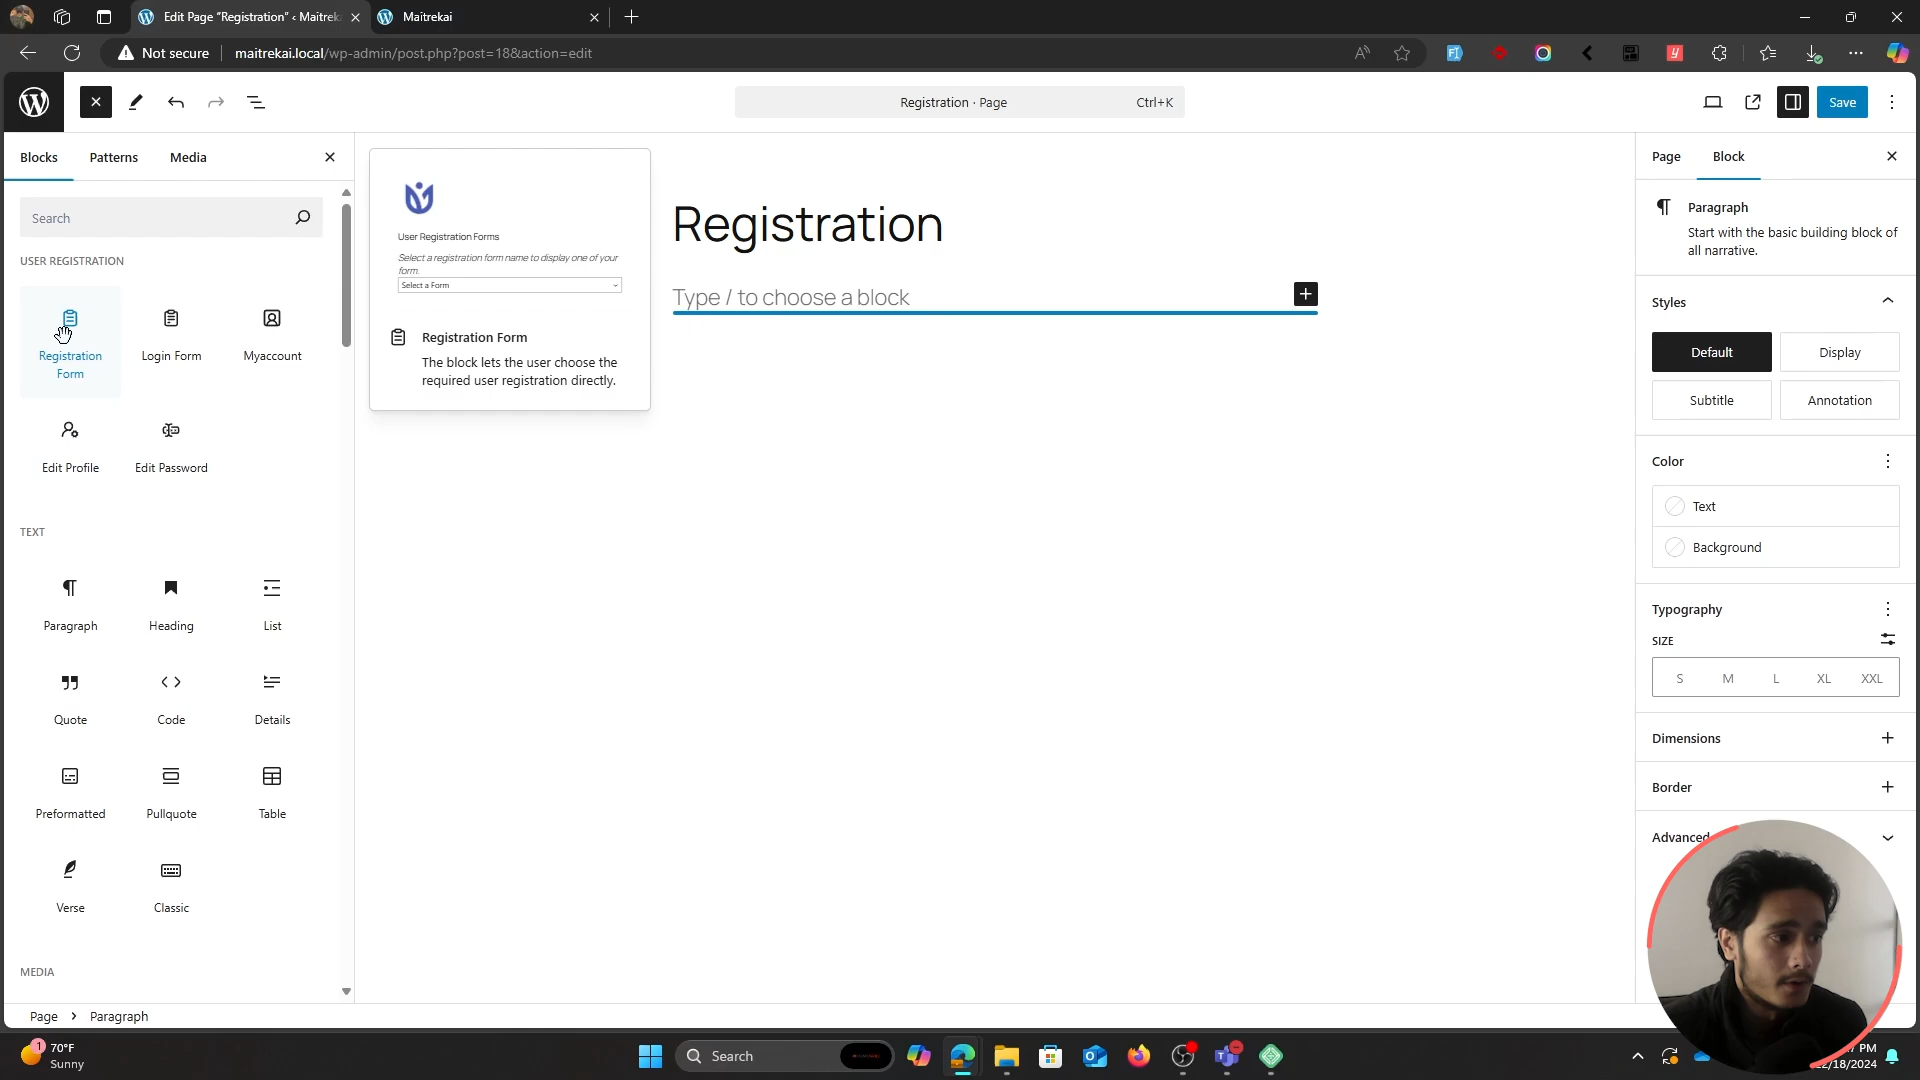 Edit Page "Registration" ‹ Maitreka
Maitrekai
Not secure
maitrekai.local/wp-admin/post.php?post=18&action=edit
Registration · Page
Ctrl+K
Save
Blocks
Patterns
Media
Search
USER REGISTRATION
Registration
Form
Login Form
Myaccount
Edit Profile
Edit Password
TEXT
Paragraph
Heading
List
Quote
Code
Details
Preformatted
Pullquote
Table
Verse
Classic
MEDIA
User Registration Forms
Select a registration form name to display one of your
form.
Select a Form
Registration Form
The block lets the user choose the
required user registration directly.
Registration
Type / to choose a block
Page
Block
Paragraph
Start with the basic building block of
all narrative.
Styles
Default
Display
Subtitle
Annotation
Color
Text
Background
Typography
SIZE
S
M
L
XL
XXL
Dimensions
Border
Advanced
Page
Paragraph
1
70°F
Sunny
Search
PM
/18/2024